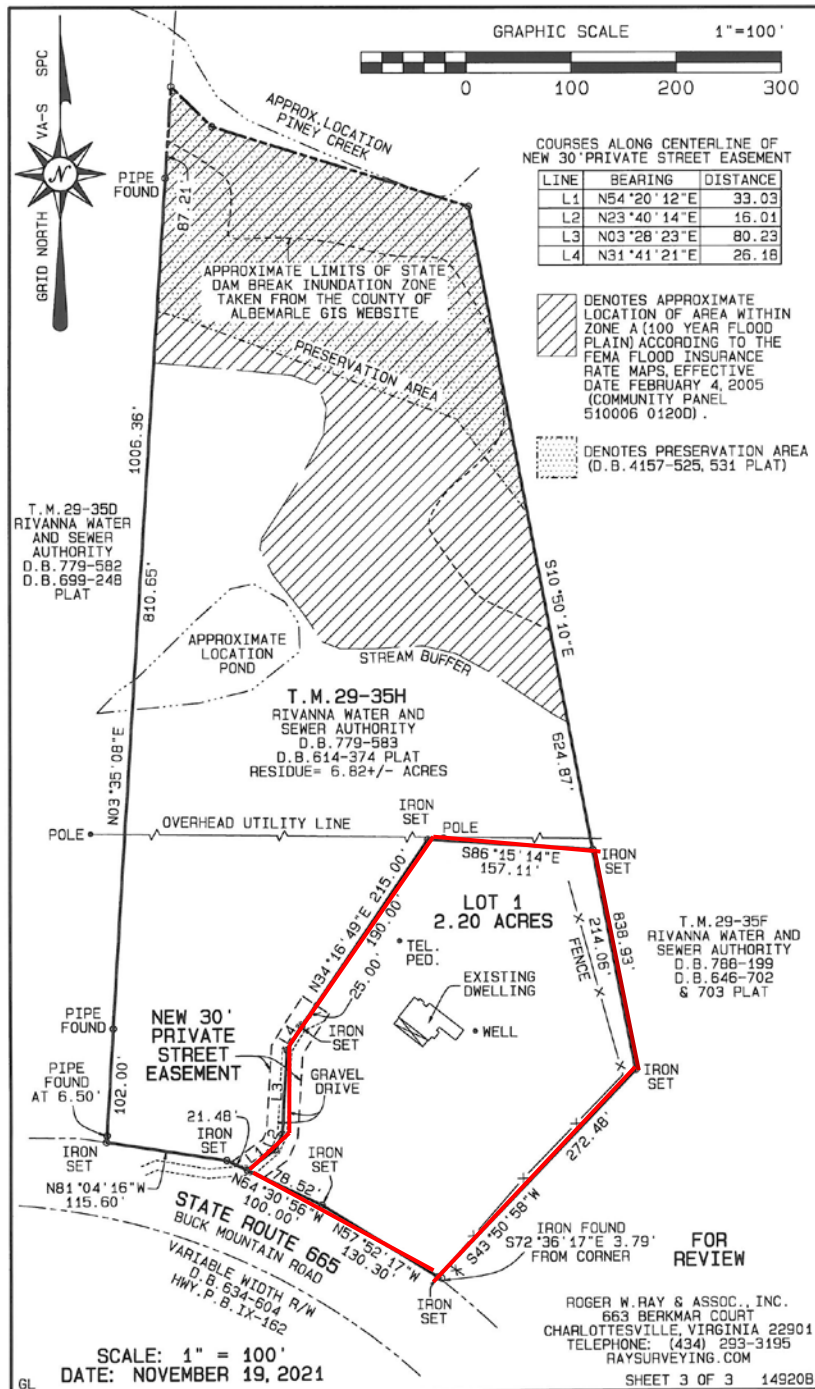 GRAPHIC SCALE 1"=100'
0 100 200 300
VA-S SPC
N
GRID NORTH
APPROX. LOCATION
PINEY CREEK
PIPE
FOUND
87.21'
COURSES ALONG CENTERLINE OF
NEW 30' PRIVATE STREET EASEMENT
LINE BEARING DISTANCE
L1 N54°20'12"E 33.03
L2 N23°40'14"E 16.01
L3 N03°28'23"E 80.23
L4 N31°41'21"E 26.18
APPROXIMATE LIMITS OF STATE
DAM BREAK INUNDATION ZONE
TAKEN FROM THE COUNTY OF
ALBEMARLE GIS WEBSITE
PRESERVATION AREA
DENOTES APPROXIMATE
LOCATION OF AREA WITHIN
ZONE A (100 YEAR FLOOD
PLAIN) ACCORDING TO THE
FEMA FLOOD INSURANCE
RATE MAPS, EFFECTIVE
DATE FEBRUARY 4, 2005
(COMMUNITY PANEL
510006 0120D).
DENOTES PRESERVATION AREA
(D.B.4157-525, 531 PLAT)
1006.36'
T.M.29-35D
RIVANNA WATER
AND SEWER
AUTHORITY
D.B.779-582
D.B.699-248
PLAT
810.65'
N03°35'08"E
S10°50'10"E
624.87'
APPROXIMATE
LOCATION
POND
STREAM BUFFER
T.M.29-35H
RIVANNA WATER AND
SEWER AUTHORITY
D.B.779-583
D.B.614-374 PLAT
RESIDUE= 6.82+/- ACRES
POLE
OVERHEAD UTILITY LINE
IRON
SET
POLE
S86°15'14"E
157.11'
IRON
SET
N34°16'49"E 215.00'
190.00'
25.00'
LOT 1
2.20 ACRES
TEL.
PED.
EXISTING
DWELLING
WELL
FENCE
214.06'
838.93'
T.M.29-35F
RIVANNA WATER AND
SEWER AUTHORITY
D.B.788-199
D.B.646-702
& 703 PLAT
PIPE
FOUND
NEW 30'
PRIVATE
STREET
EASEMENT
4
IRON
SET
L3
GRAVEL
DRIVE
2
1
IRON
SET
PIPE
FOUND
AT 6.50'
102.00'
21.48'
IRON
SET
IRON
SET
IRON
SET
78.52'
N81°04'16"W
115.60'
N64°30'56"W
100.00'
N57°52'17"W
130.30'
272.48'
S43°50'58"W
STATE ROUTE 665
BUCK MOUNTAIN ROAD
VARIABLE WIDTH R/W
D.B.634-604
HWY.P.B.IX-162
IRON FOUND
S72°36'17"E 3.79'
FROM CORNER
IRON
SET
FOR
REVIEW
ROGER W.RAY & ASSOC., INC.
663 BERKMAR COURT
CHARLOTTESVILLE, VIRGINIA 22901
TELEPHONE: (434) 293-3195
RAYSURVEYING.COM
SCALE: 1" = 100'
DATE: NOVEMBER 19, 2021
GL
SHEET 3 OF 3 14920B